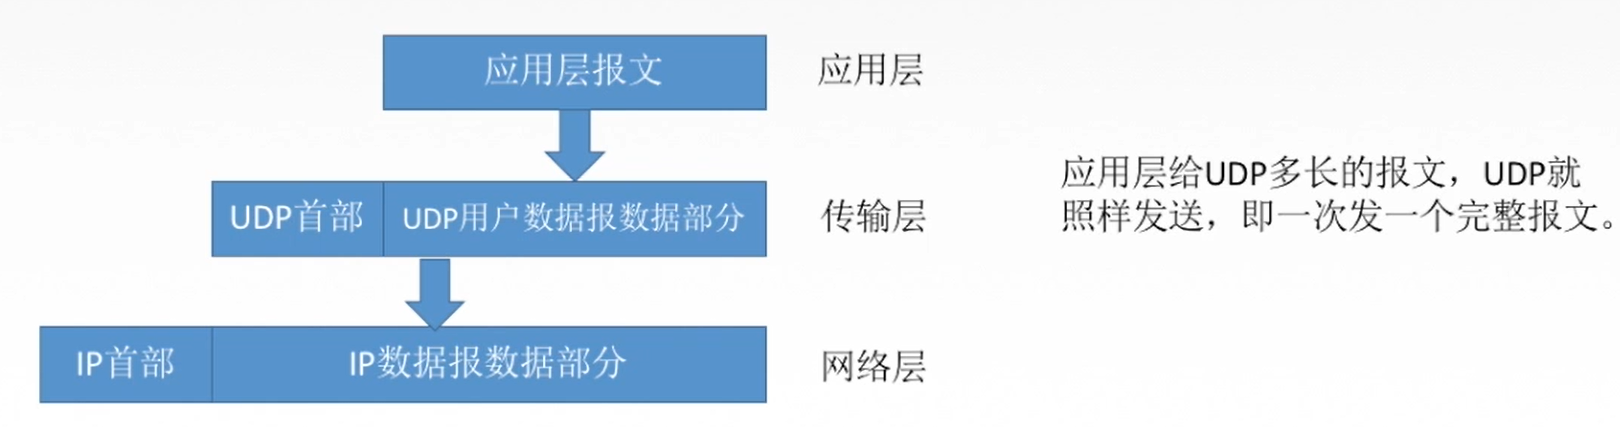 应用层报文
应用层
UDP首部
UDP用户数据报数据部分
传输层
应用层给UDP多长的报文，UDP就
照样发送，即一次发一个完整报文。
IP首部
IP数据报数据部分
网络层